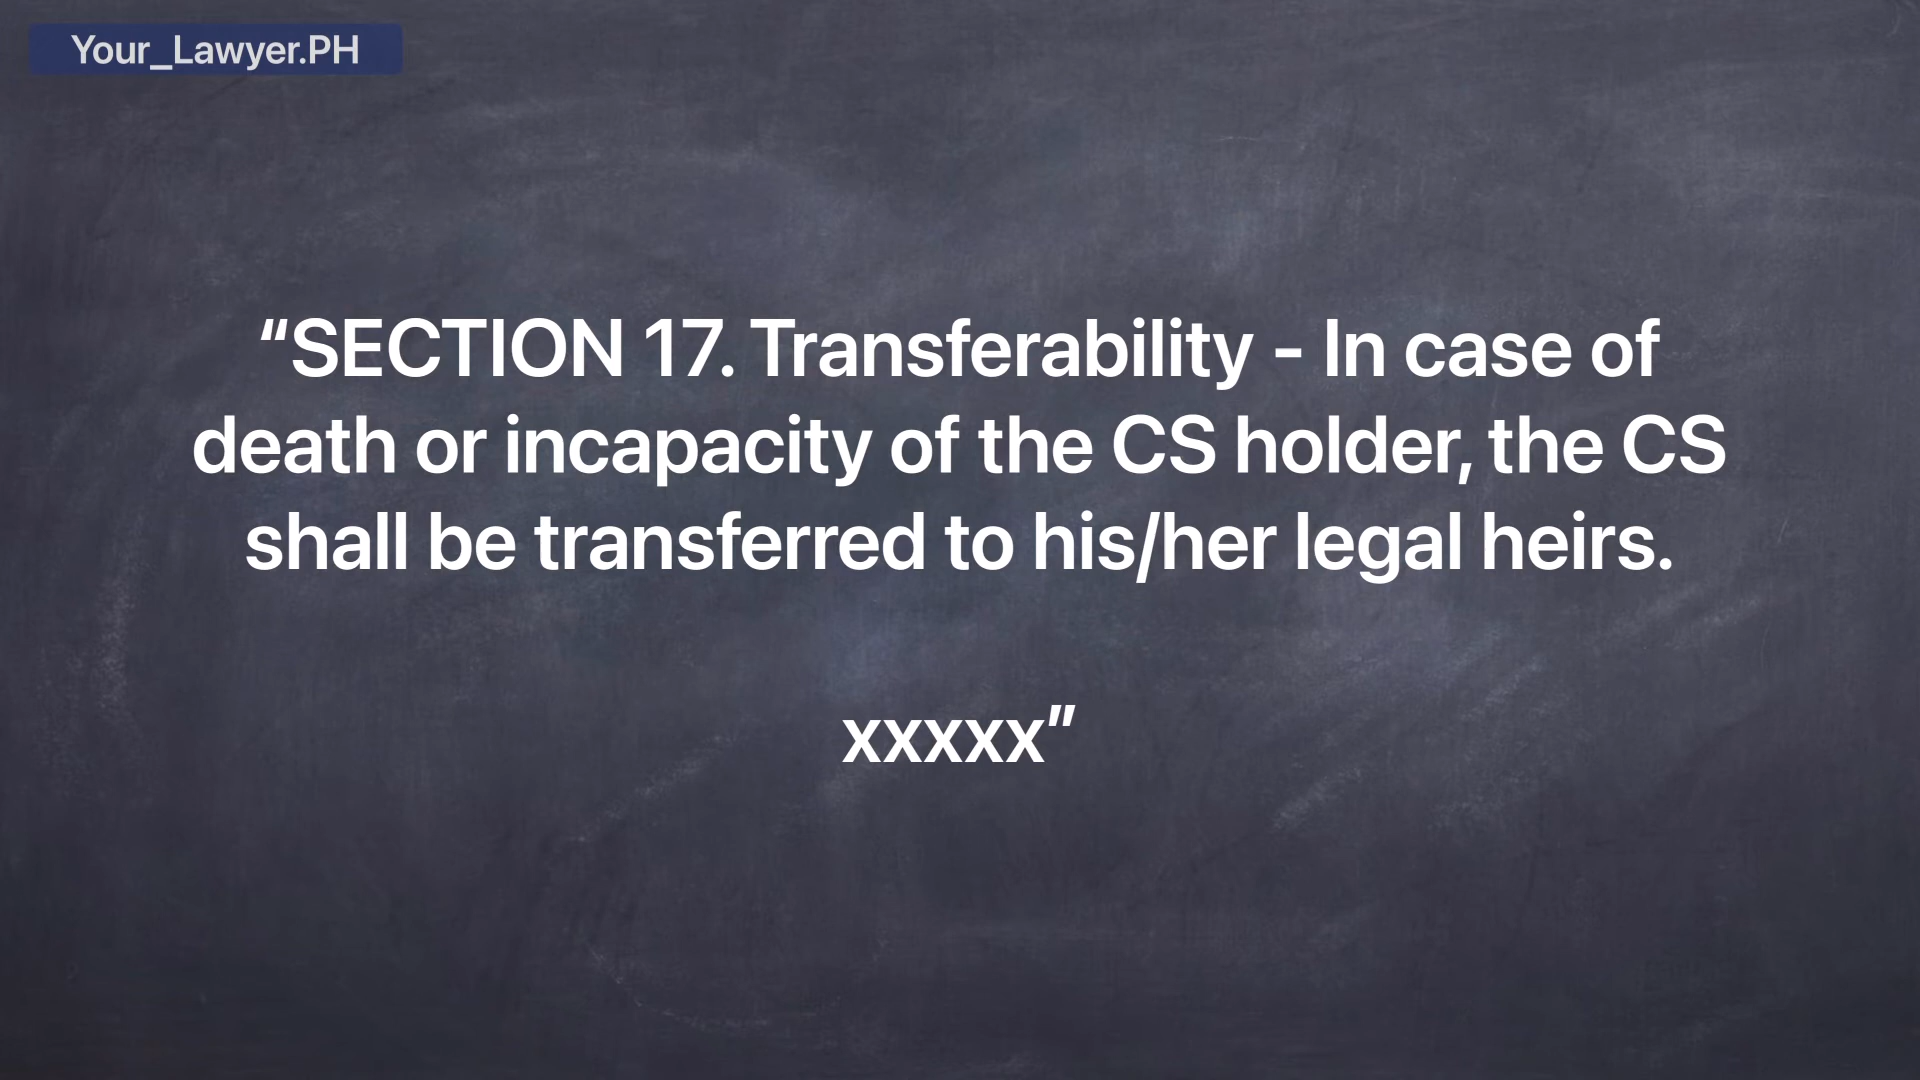 Your_Lawyer.PH
“SECTION 17. Transferability - In case of
death or incapacity of the CS holder, the CS
shall be transferred to his/her legal heirs.
xxxxx”